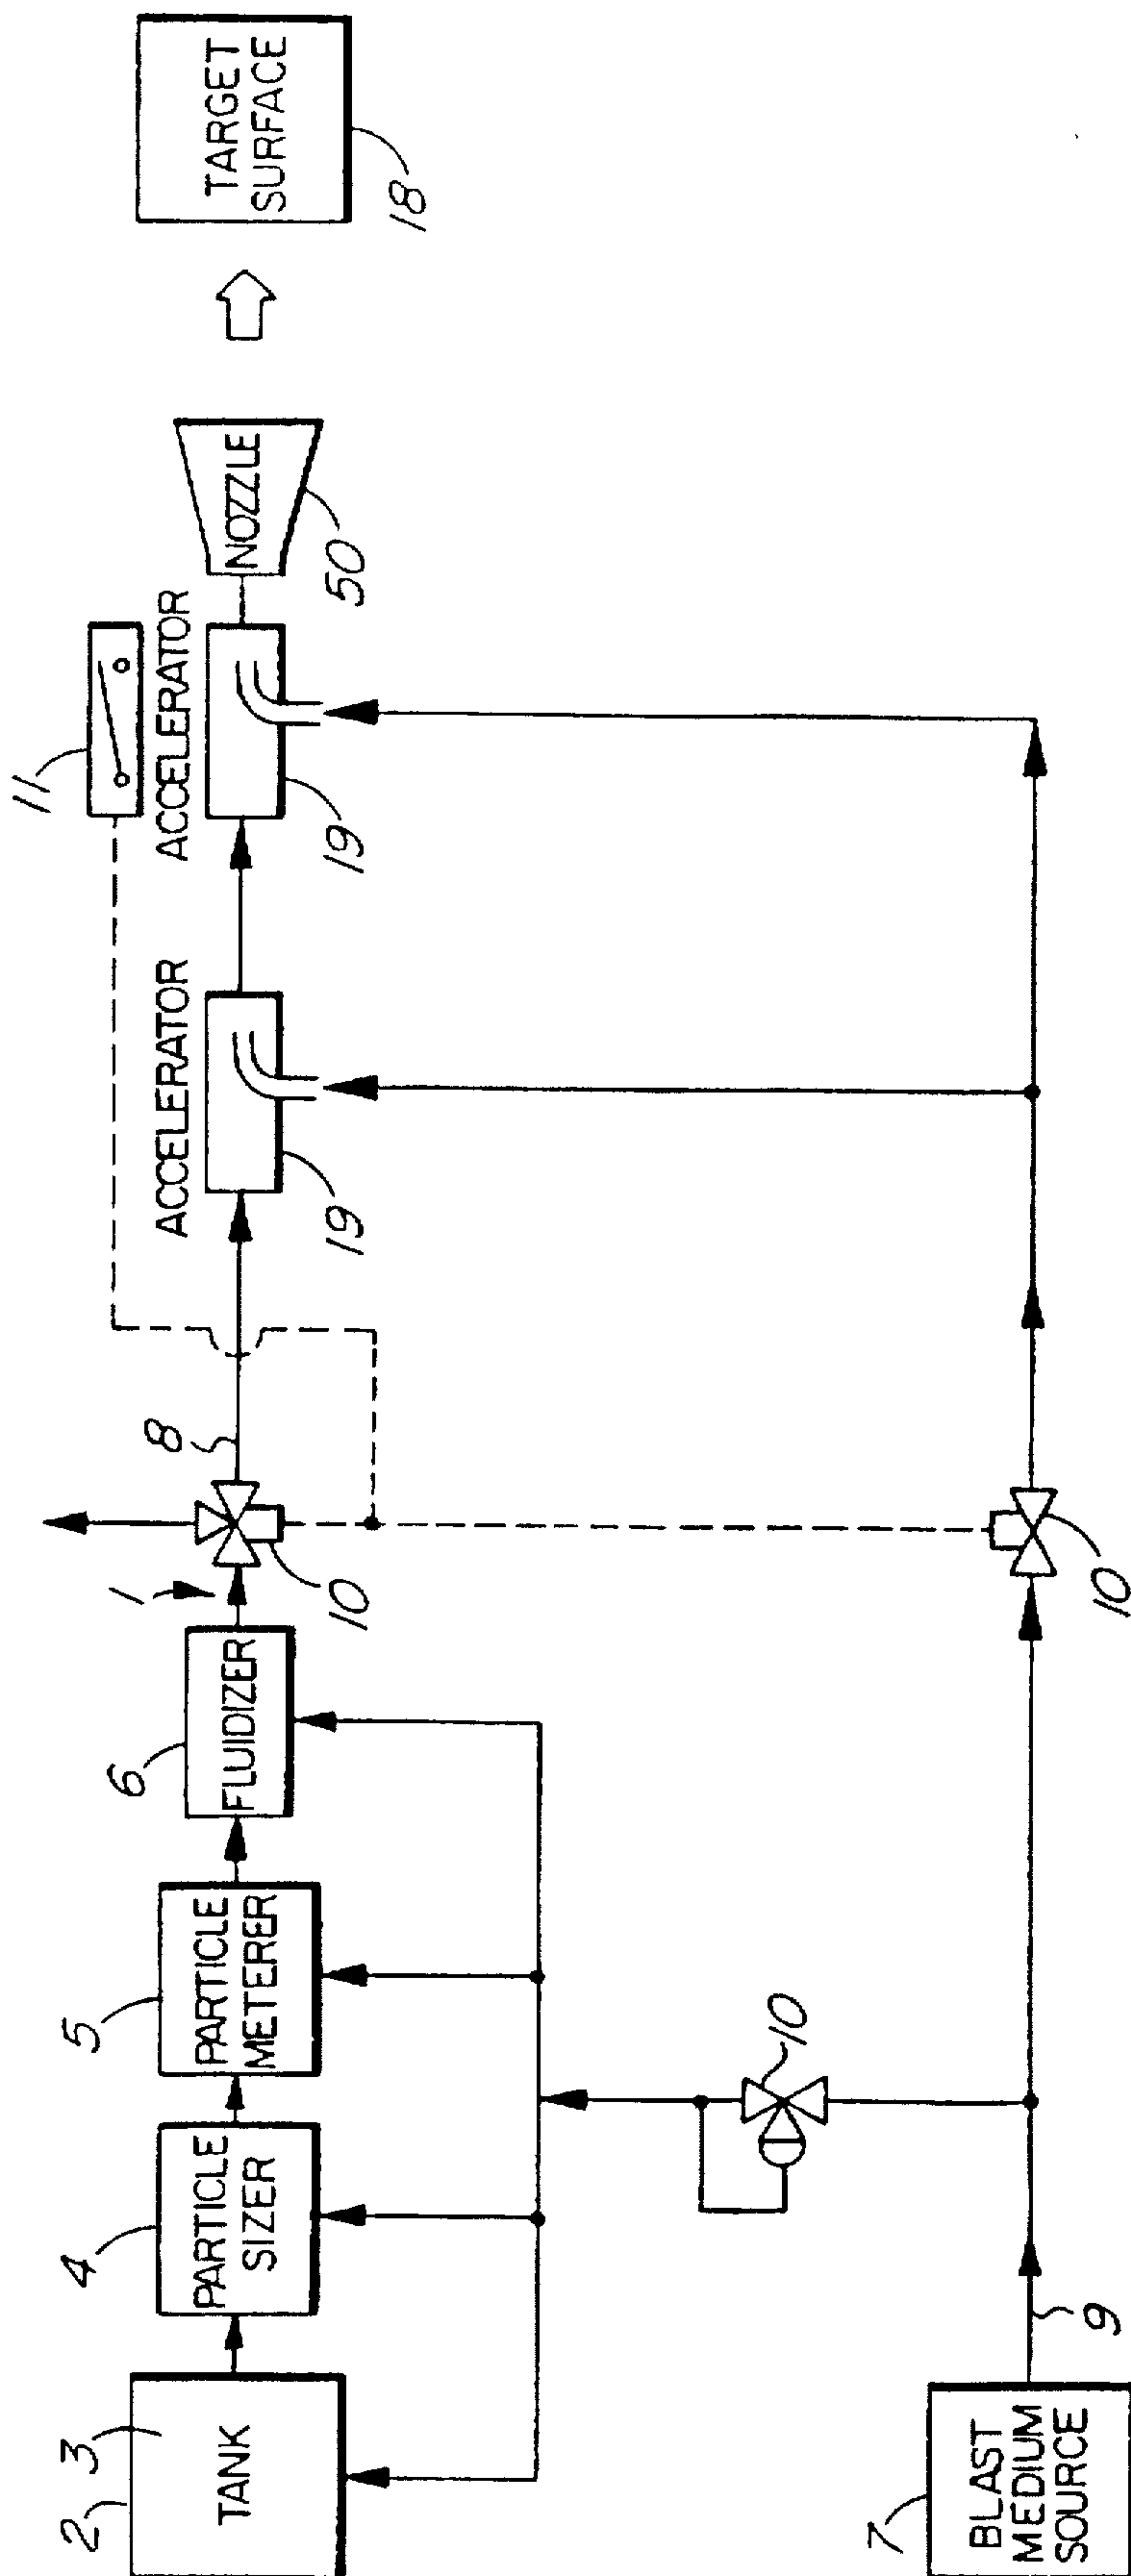 TARGET
SURFACE
18
NOZZLE
50
11
ACCELERATOR
19
ACCELERATOR
19
8
1
10
FLUIDIZER
6
PARTICLE
METERER
5
PARTICLE
SIZER
4
TANK
2
3
10
10
BLAST
MEDIUM
SOURCE
7
9